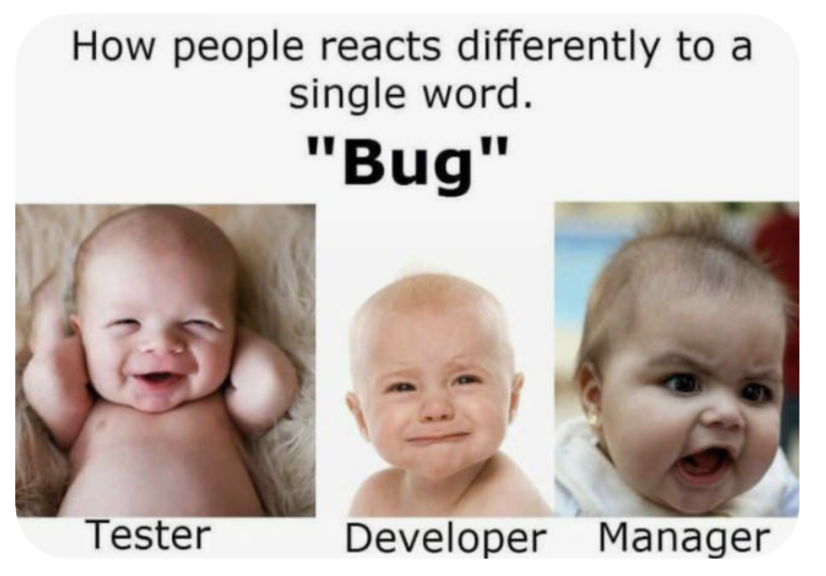 How people reacts differently to a
single word.
"Bug"
Tester
Developer
Manager